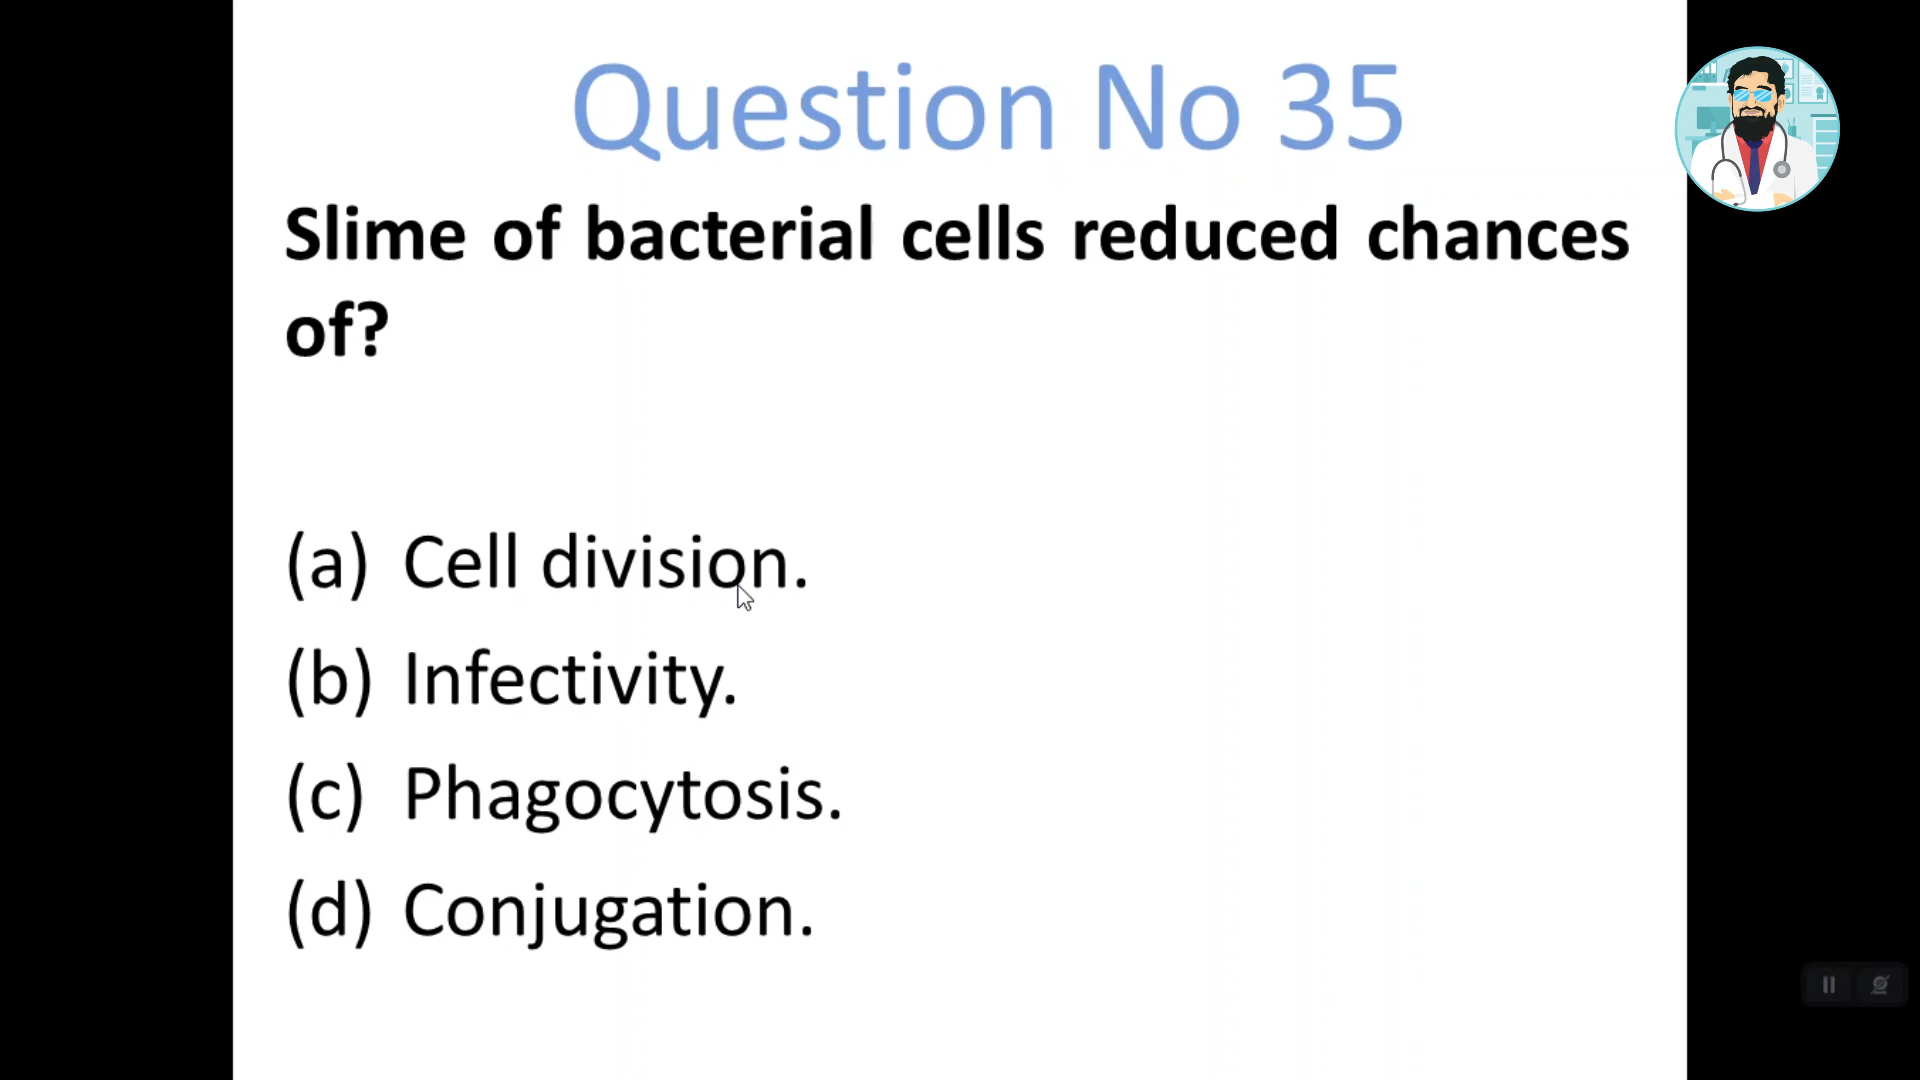 Question No 35
Slime of bacterial cells reduced chances
of?
(a) Cell division.
(b) Infectivity.
(c) Phagocytosis.
(d) Conjugation.